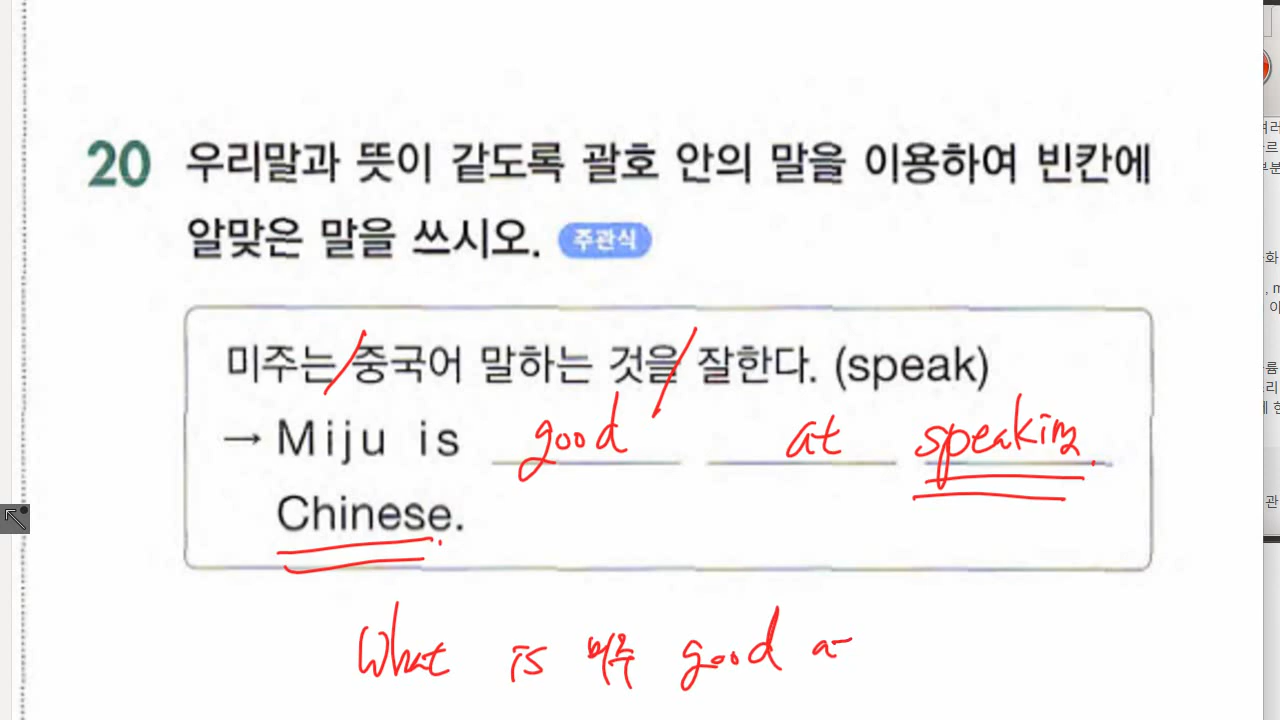 20 우리말과 뜻이 같도록 괄호 안의 말을 이용하여 빈칸에
알맞은 말을 쓰시오. 주관식
미주는 중국어 말하는 것을 잘한다. (speak)
→ Miju is good at speaking
Chinese.
What is 미주 good a